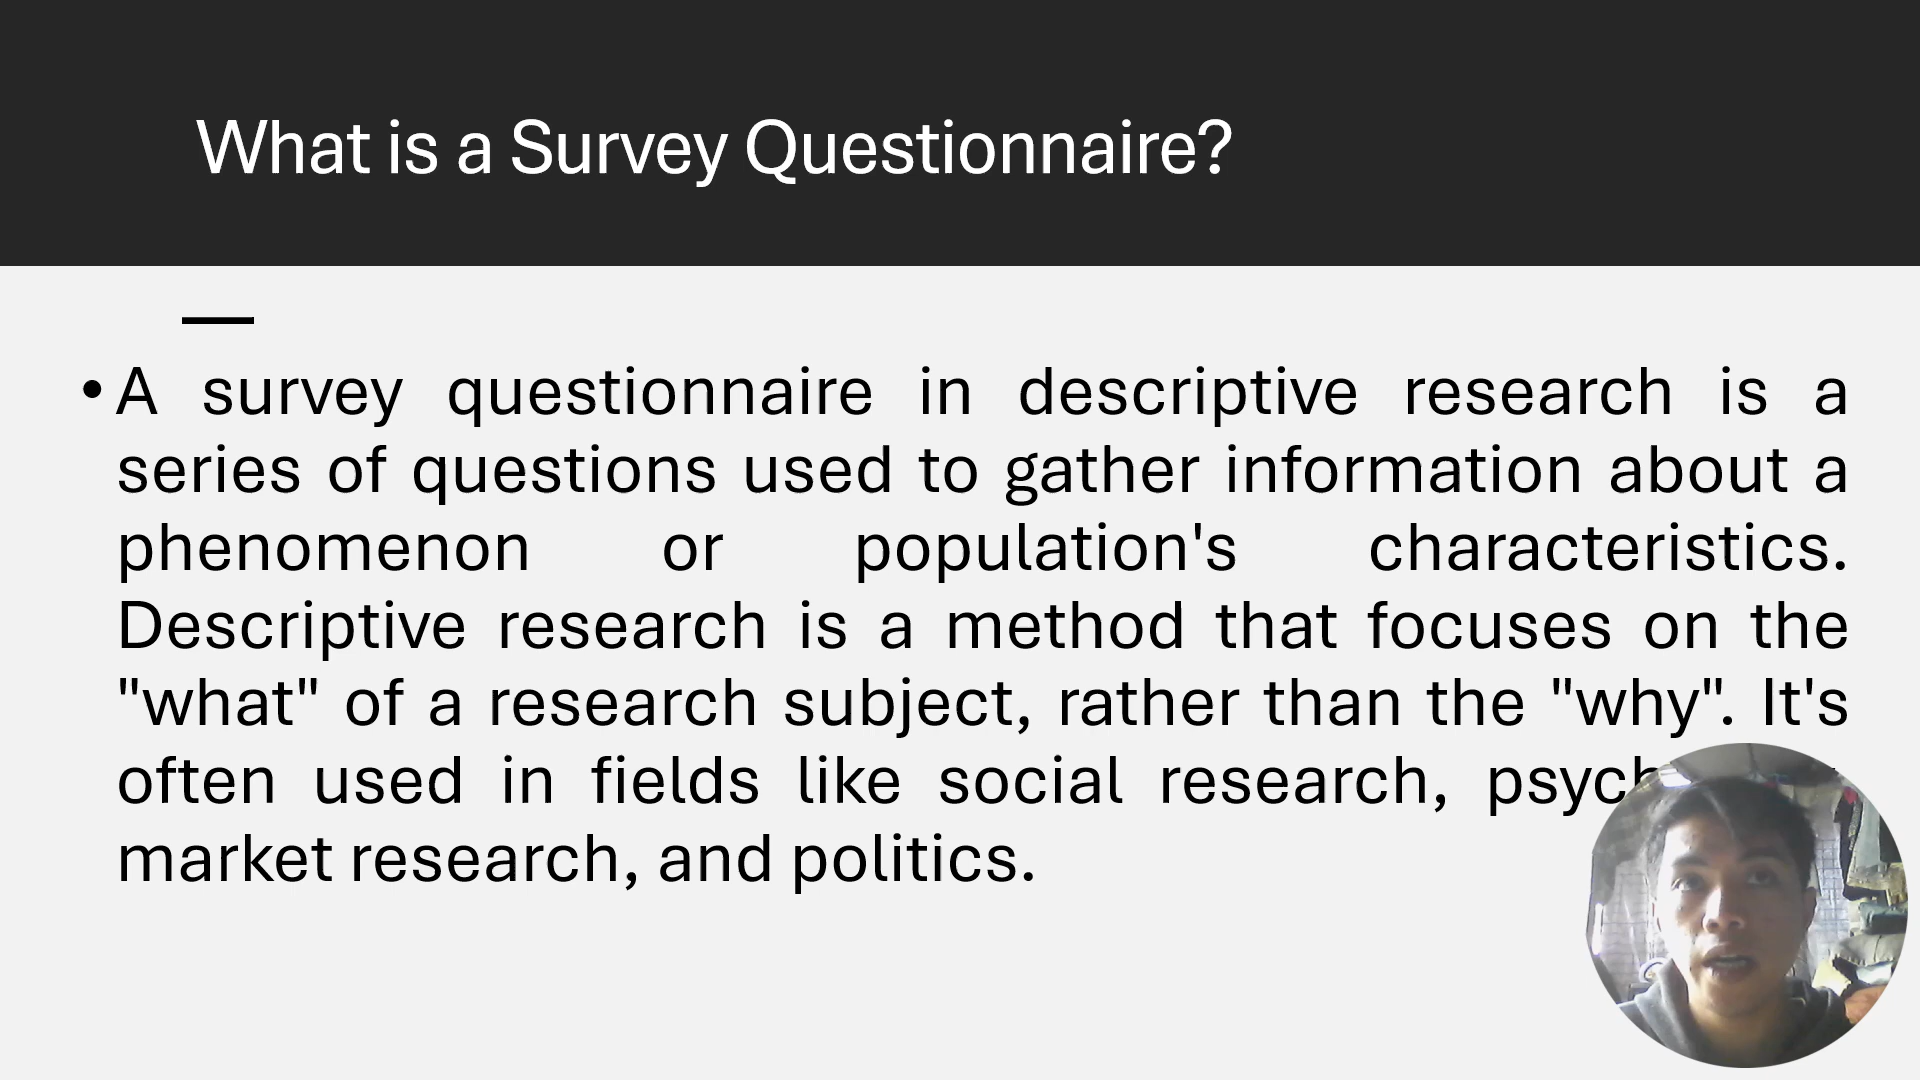 What is a Survey Questionnaire?
• A survey questionnaire in descriptive research is a
series of questions used to gather information about a
phenomenon or population's characteristics.
Descriptive research is a method that focuses on the
"what" of a research subject, rather than the "why". It's
often used in fields like social research,
market research, and politics.